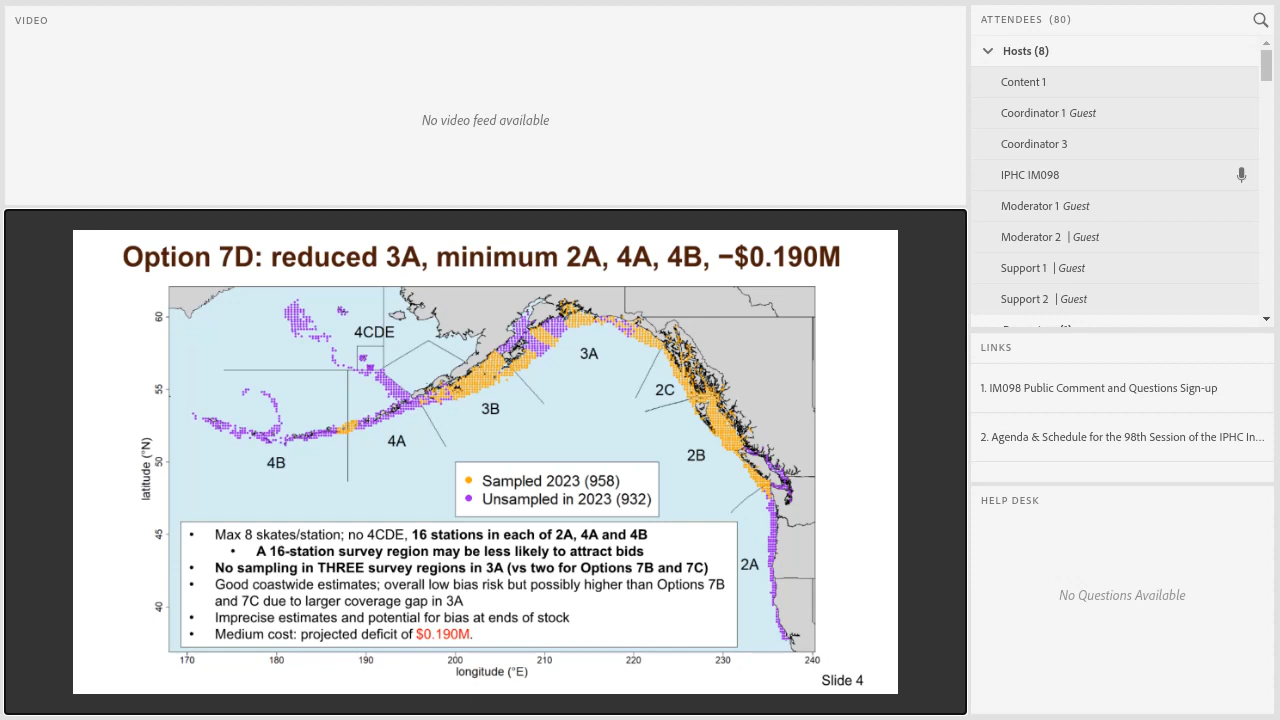 VIDEO
No video feed available
Option 7D: reduced 3A, minimum 2A, 4A, 4B, −$0.190M
60
55
50
45
40
latitude (°N)
4CDE
3A
2C
3B
4A
2B
4B
2A
• Sampled 2023 (958)
• Unsampled in 2023 (932)
• Max 8 skates/station; no 4CDE, 16 stations in each of 2A, 4A and 4B
• A 16-station survey region may be less likely to attract bids
• No sampling in THREE survey regions in 3A (vs two for Options 7B and 7C)
• Good coastwide estimates; overall low bias risk but possibly higher than Options 7B
and 7C due to larger coverage gap in 3A
• Imprecise estimates and potential for bias at ends of stock
• Medium cost: projected deficit of $0.190M.
170 180 190 200 210 220 230 240
longitude (°E)
Slide 4
ATTENDEES (80)
Hosts (8)
Content 1
Coordinator 1 Guest
Coordinator 3
IPHC IM098
Moderator 1 Guest
Moderator 2 | Guest
Support 1 | Guest
Support 2 | Guest
LINKS
1. IM098 Public Comment and Questions Sign-up
2. Agenda & Schedule for the 98th Session of the IPHC In...
HELP DESK
No Questions Available